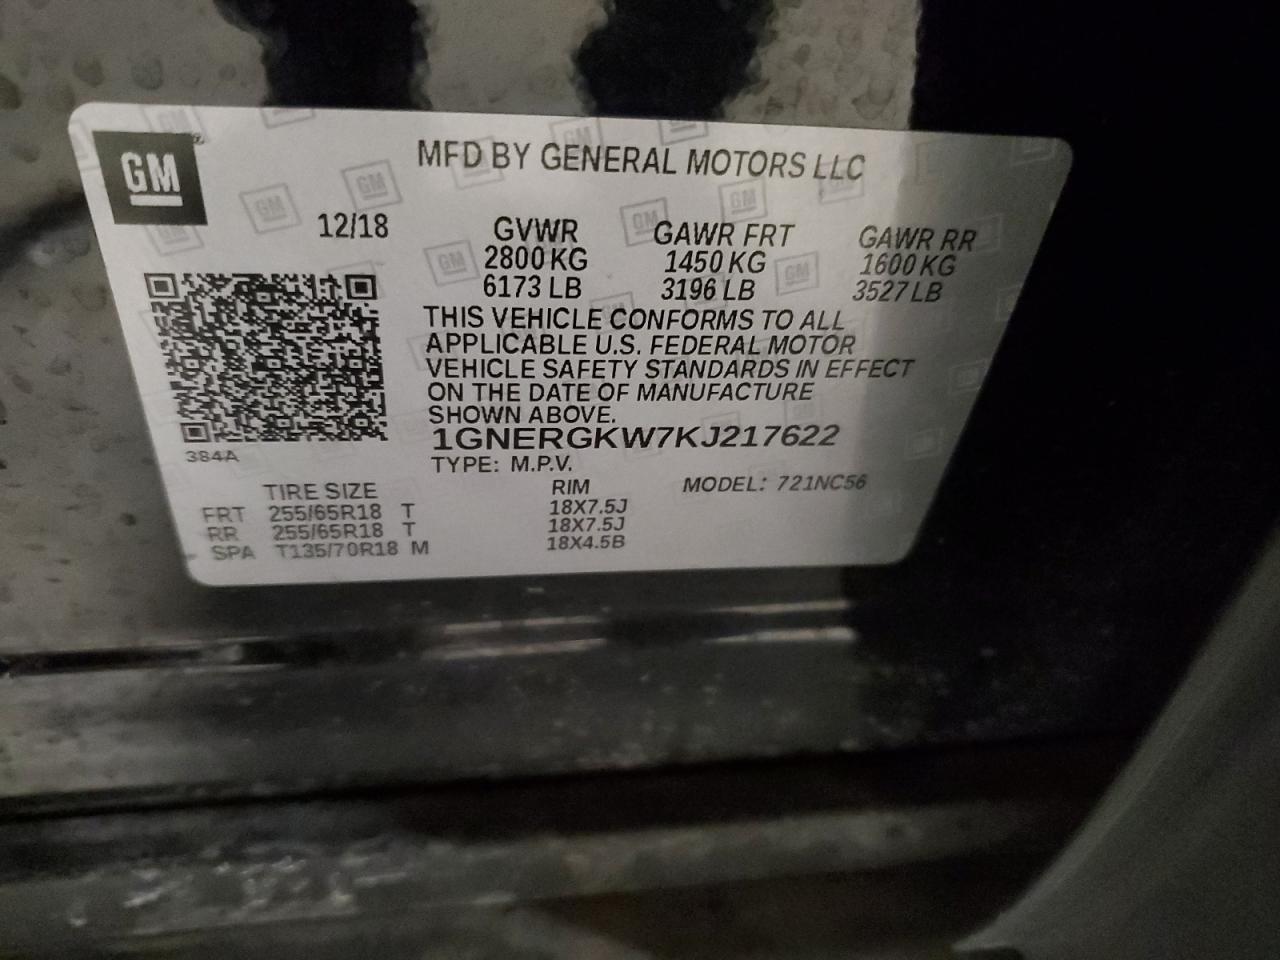 GM
MFD BY GENERAL MOTORS LLC
12/18 GVWR GAWR FRT GAWR RR
2800 KG 1450 KG 1600 KG
6173 LB 3196 LB 3527 LB
THIS VEHICLE CONFORMS TO ALL
APPLICABLE U.S. FEDERAL MOTOR
VEHICLE SAFETY STANDARDS IN EFFECT
ON THE DATE OF MANUFACTURE
SHOWN ABOVE.
1GNERGKW7KJ217622
384A
TYPE: M.P.V.
TIRE SIZE RIM MODEL: 721NC56
FRT 255/65R18 T 18X7.5J
RR 255/65R18 T 18X7.5J
SPA T135/70R18 M 18X4.5B